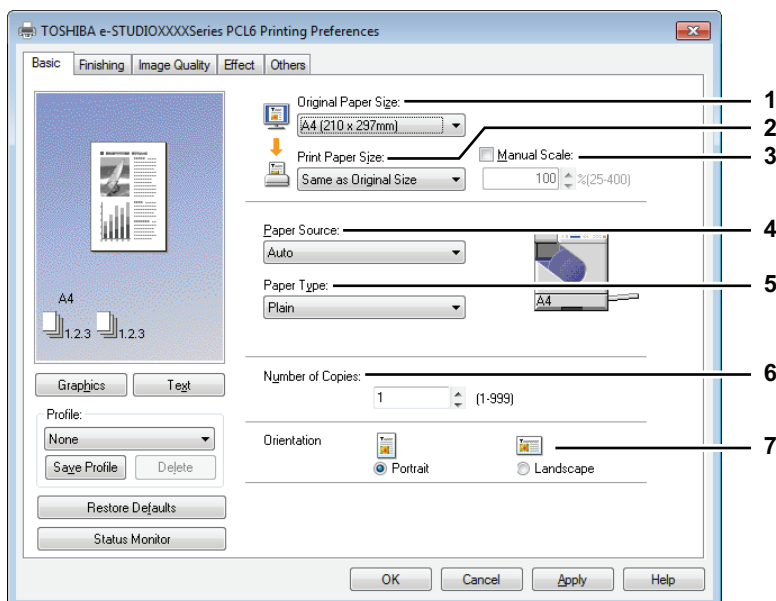 TOSHIBA e-STUDIOXXXXSeries PCL6 Printing Preferences
Basic Finishing Image Quality Effect Others
Original Paper Size: 1
A4 (210 x 297mm) 2
Print Paper Size: Manual Scale: 3
Same as Original Size 100 %(25-400)
Paper Source: 4
Auto
Paper Type: 5
A4
Plain
A4
1.2.3 1.2.3
Number of Copies: 6
1 (1-999)
Graphics Text
Profile:
None
Save Profile Delete
Orientation 7
Portrait Landscape
Restore Defaults
Status Monitor
OK Cancel Apply Help